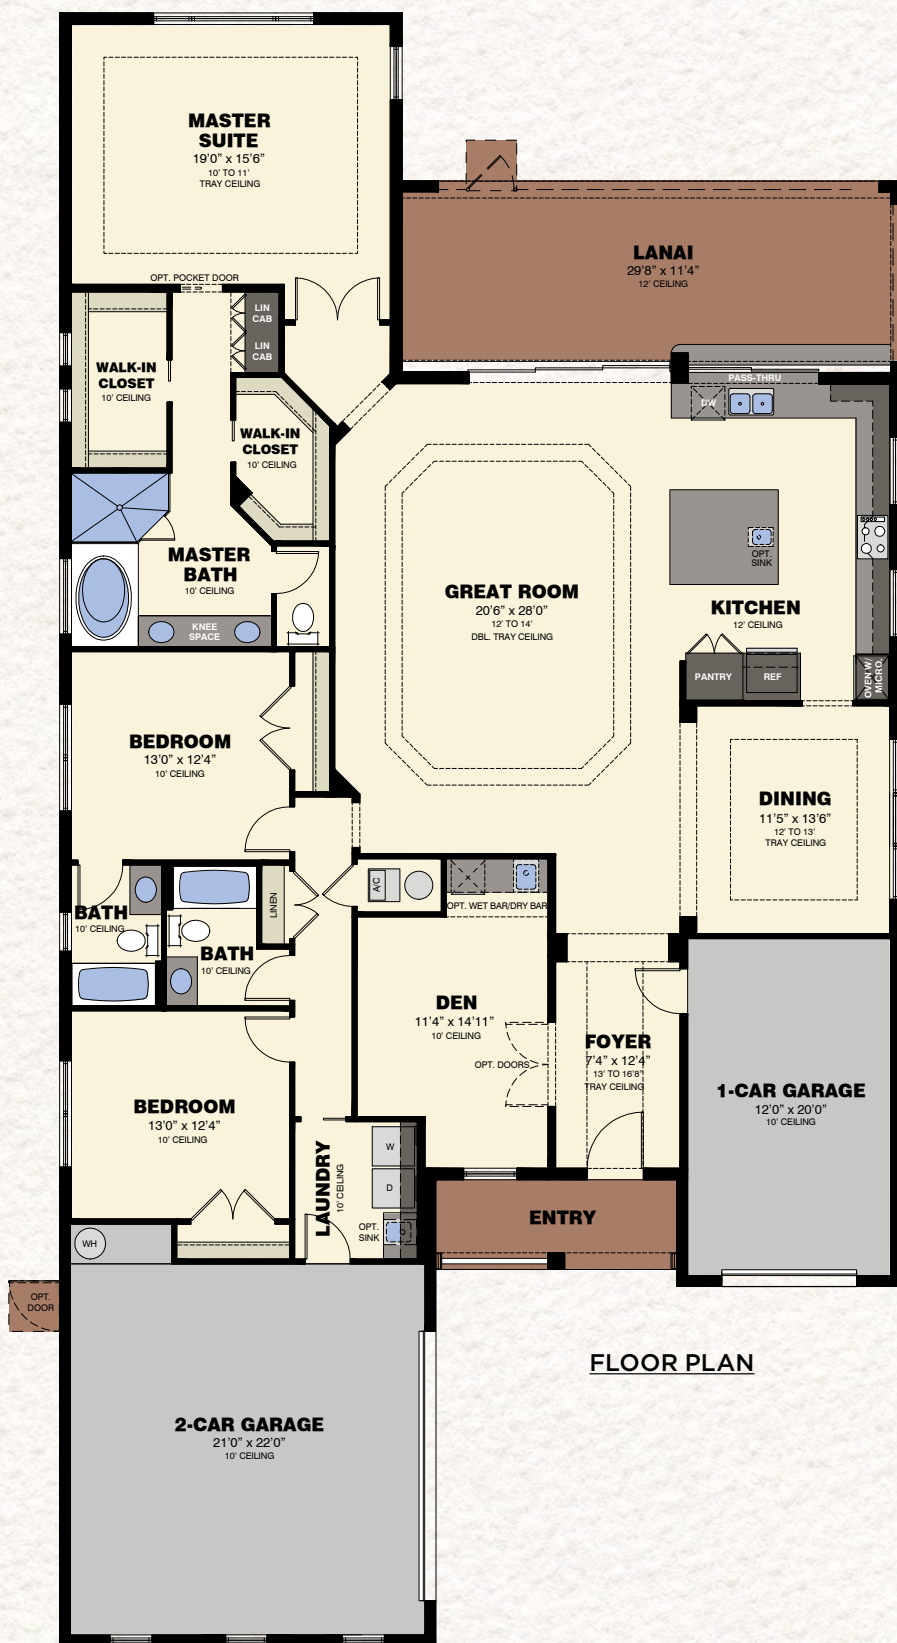 MASTER
SUITE
19'0” x 15'6”
10' TO 11'
TRAY CEILING
LANAI
29'8” x 11'4”
12' CEILING
OPT. POCKET DOOR
LIN
CAB
LIN
CAB
WALK-IN
CLOSET
10' CEILING
PASS-THRU
DW
WALK-IN
CLOSET
10' CEILING
OPT.
SINK
MASTER
BATH
10' CEILING
GREAT ROOM
20'6” x 28'0”
12' TO 14'
DBL. TRAY CEILING
KITCHEN
12' CEILING
KNEE
SPACE
PANTRY
REF
OVEN W/
MICRO.
BEDROOM
13'0” x 12'4”
10' CEILING
DINING
11'5” x 13'6”
12' TO 13'
TRAY CEILING
A/C
LINEN
OPT. WET BAR/DRY BAR
BATH
10' CEILING
BATH
10' CEILING
DEN
11'4” x 14'11”
10' CEILING
OPT. DOORS
FOYER
7'4” x 12'4”
13' TO 16'8”
TRAY CEILING
1-CAR GARAGE
12'0” x 20'0”
10' CEILING
BEDROOM
13'0” x 12'4”
10' CEILING
LAUNDRY
10' CEILING
W
D
OPT.
SINK
ENTRY
WH
OPT.
DOOR
FLOOR PLAN
2-CAR GARAGE
21'0” x 22'0”
10' CEILING